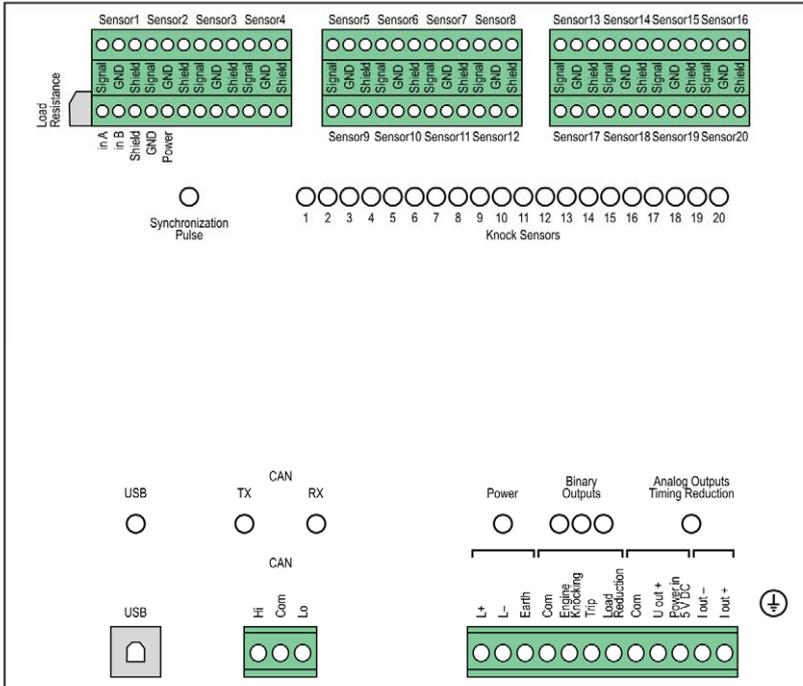 Sensor1 Sensor2 Sensor3 Sensor4
Sensor5 Sensor6 Sensor7 Sensor8
Sensor13 Sensor14 Sensor15 Sensor16
Signal GND Shield Signal GND Shield Signal GND Shield Signal GND Shield
Signal GND Shield Signal GND Shield Signal GND Shield Signal GND Shield
Signal GND Shield Signal GND Shield Signal GND Shield Signal GND Shield
Load
Resistance
in A in B Shield GND Power
Sensor9 Sensor10 Sensor11 Sensor12
Sensor17 Sensor18 Sensor19 Sensor20
Synchronization
Pulse
1 2 3 4 5 6 7 8 9 10 11 12 13 14 15 16 17 18 19 20
Knock Sensors
USB
CAN
TX RX
Power
Binary
Outputs
Analog Outputs
Timing Reduction
CAN
USB
Hi Com Lo
L+
L–
Earth
Com
Engine
Knocking
Trip
Load
Reduction
Com
U out +
Power in
5 V DC
I out –
I out +